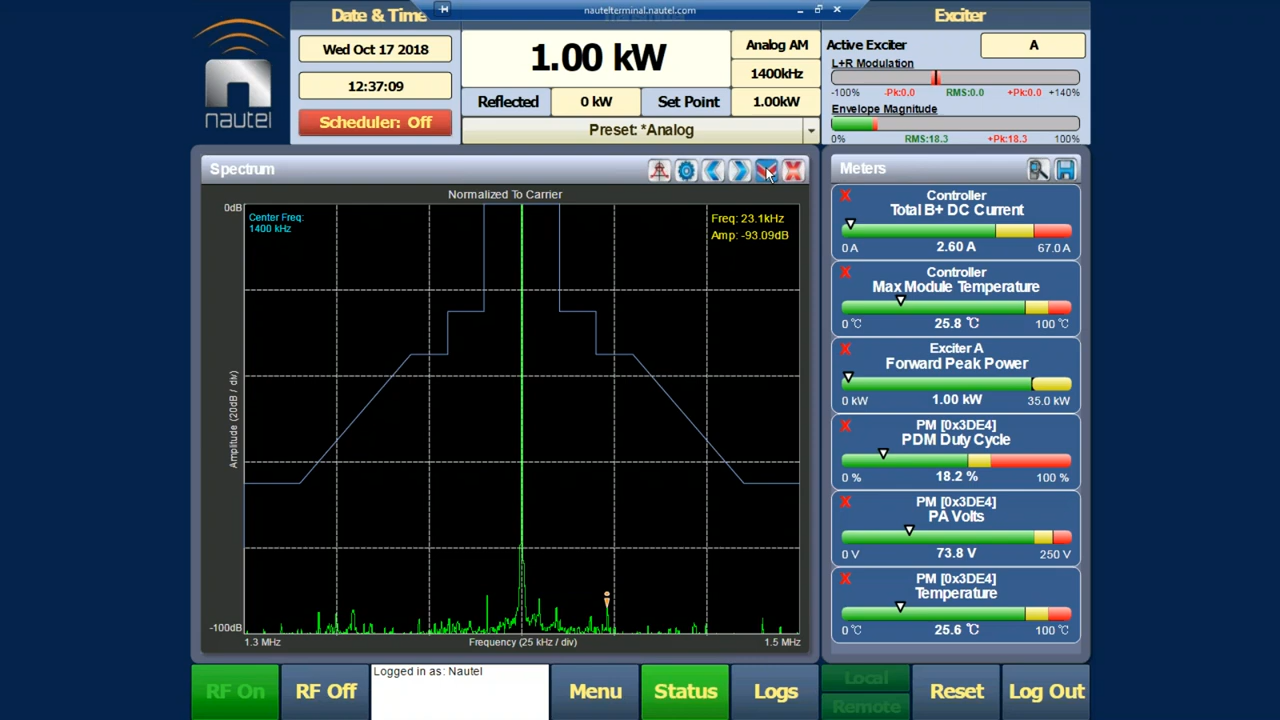 nautelterminal.nautel.com
Date & Time
Transmitter
Exciter
nautel
Wed Oct 17 2018
12:37:09
Scheduler: Off
1.00 kW
Analog AM
1400kHz
Reflected
0 kW
Set Point
1.00kW
Preset: *Analog
Active Exciter
A
L+R Modulation
-100%
-Pk:0.0
RMS:0.0
+Pk:0.0
+140%
Envelope Magnitude
0%
RMS:18.3
+Pk:18.3
100%
Spectrum
Normalized To Carrier
0dB
Center Freq:
1400 kHz
Freq: 23.1kHz
Amp: -93.09dB
Amplitude (20dB / div)
-100dB
1.3 MHz
Frequency (25 kHz / div)
1.5 MHz
Meters
Controller
Total B+ DC Current
0 A
2.60 A
67.0 A
Controller
Max Module Temperature
0 °C
25.8 °C
100 °C
Exciter A
Forward Peak Power
0 kW
1.00 kW
35.0 kW
PM [0x3DE4]
PDM Duty Cycle
0 %
18.2 %
100 %
PM [0x3DE4]
PA Volts
0 V
73.8 V
250 V
PM [0x3DE4]
Temperature
0 °C
25.6 °C
100 °C
RF On
RF Off
Logged in as: Nautel
Menu
Status
Logs
Local
Remote
Reset
Log Out